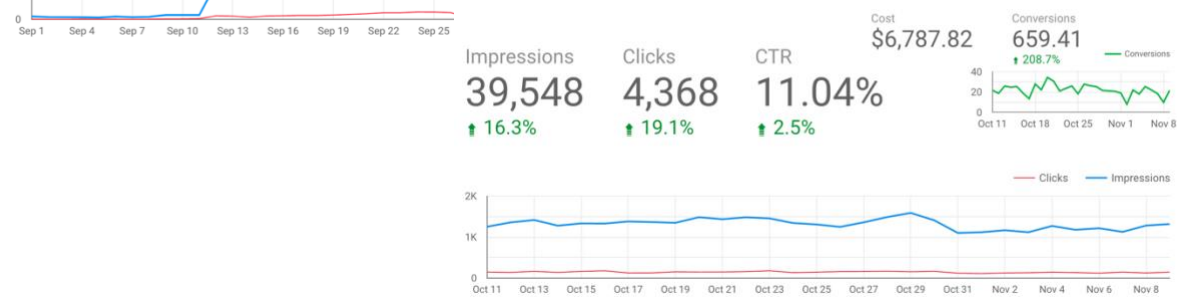 0
Sep 1 Sep 4 Sep 7 Sep 10 Sep 13 Sep 16 Sep 19 Sep 22 Sep 25
Cost
$6,787.82
Conversions
659.41
208.7%
Conversions
40
20
0
Oct 11 Oct 18 Oct 25 Nov 1 Nov 8
Impressions
39,548
16.3%
Clicks
4,368
19.1%
CTR
11.04%
2.5%
Clicks Impressions
2K
1K
0
Oct 11 Oct 13 Oct 15 Oct 17 Oct 19 Oct 21 Oct 23 Oct 25 Oct 27 Oct 29 Oct 31 Nov 2 Nov 4 Nov 6 Nov 8